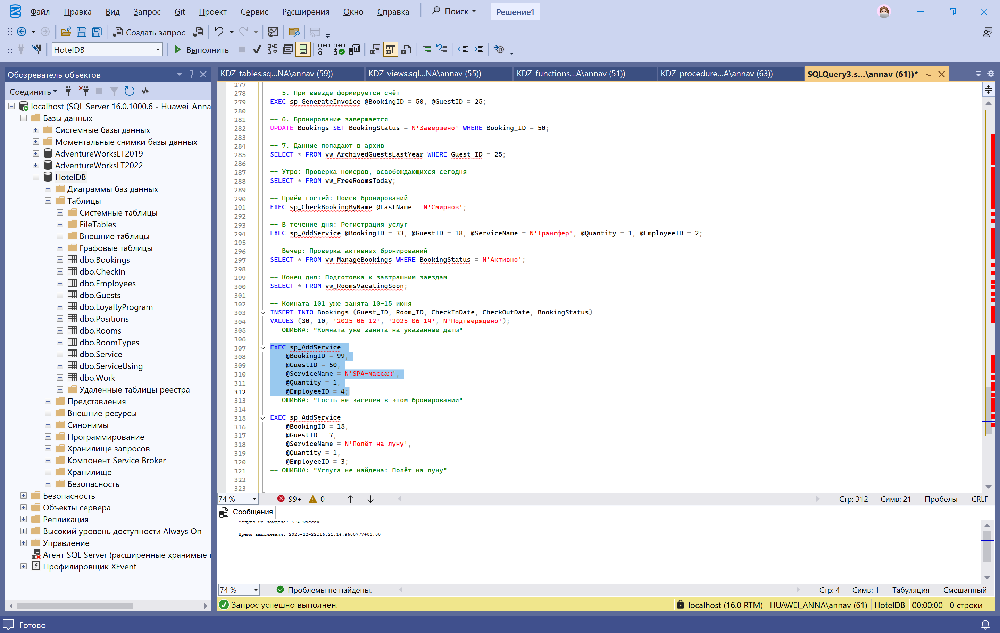 Файл Правка Вид Запрос Git Проект Сервис Расширения Окно Справка Поиск Решение1
Создать запрос
HotelDB Выполнить
Обозреватель объектов
Соединить
localhost (SQL Server 16.0.1000.6 - Huawei_Anna
Базы данных
Системные базы данных
Моментальные снимки базы данных
AdventureWorksLT2019
AdventureWorksLT2022
HotelDB
Диаграммы баз данных
Таблицы
Системные таблицы
FileTables
Внешние таблицы
Графовые таблицы
dbo.Bookings
dbo.CheckIn
dbo.Employees
dbo.Guests
dbo.LoyaltyProgram
dbo.Positions
dbo.Rooms
dbo.RoomTypes
dbo.Service
dbo.ServiceUsing
dbo.Work
Удаленные таблицы реестра
Представления
Внешние ресурсы
Синонимы
Программирование
Хранилище запросов
Компонент Service Broker
Хранилище
Безопасность
Безопасность
Объекты сервера
Репликация
Высокий уровень доступности Always On
Управление
Агент SQL Server (расширенные хранимые
Профилировщик XEvent
KDZ_tables.sq...NA\annav (59)) KDZ_views.sql...NA\annav (55)) KDZ_functions...A\annav (51)) KDZ_procedure...A\annav (63)) SQLQuery3.s...\annav (61))*
277
278 -- 5. При выезде формируется счёт
279 EXEC sp_GenerateInvoice @BookingID = 50, @GuestID = 25;
280
281 -- 6. Бронирование завершается
282 UPDATE Bookings SET BookingStatus = N'Завершено' WHERE Booking_ID = 50;
283
284 -- 7. Данные попадают в архив
285 SELECT * FROM vw_ArchivedGuestsLastYear WHERE Guest_ID = 25;
286
287 -- Утро: Проверка номеров, освобождающихся сегодня
288 SELECT * FROM vw_FreeRoomsToday;
289
290 -- Приём гостей: Поиск бронирований
291 EXEC sp_CheckBookingByName @LastName = N'Смирнов';
292
293 -- В течение дня: Регистрация услуг
294 EXEC sp_AddService @BookingID = 33, @GuestID = 18, @ServiceName = N'Трансфер', @Quantity = 1, @EmployeeID = 2;
295
296 -- Вечер: Проверка активных бронирований
297 SELECT * FROM vw_ManageBookings WHERE BookingStatus = N'Активно';
298
299 -- Конец дня: Подготовка к завтрашним заездам
300 SELECT * FROM vw_RoomsVacatingSoon;
301
302 -- Комната 101 уже занята 10-15 июня
303 INSERT INTO Bookings (Guest_ID, Room_ID, CheckInDate, CheckOutDate, BookingStatus)
304 VALUES (30, 10, '2025-06-12', '2025-06-14', N'Подтверждено');
305 -- ОШИБКА: "Комната уже занята на указанные даты"
306
307 EXEC sp_AddService
308 @BookingID = 99,
309 @GuestID = 50,
310 @ServiceName = N'SPA-массаж',
311 @Quantity = 1,
312 @EmployeeID = 4;
313 -- ОШИБКА: "Гость не заселен в этом бронировании"
314
315 EXEC sp_AddService
316 @BookingID = 15,
317 @GuestID = 7,
318 @ServiceName = N'Полёт на луну',
319 @Quantity = 1,
320 @EmployeeID = 3;
321 -- ОШИБКА: "Услуга не найдена: Полёт на луну"
322
323
74 % 99+ 0 Стр: 312 Симв: 21 Пробелы CRLF
Сообщения
Услуга не найдена: SPA-массаж
Время выполнения: 2025-12-22T16:21:14.9600777+03:00
74 % Проблемы не найдены. Стр: 4 Симв: 1 Табуляция Смешанный
Запрос успешно выполнен. localhost (16.0 RTM) HUAWEI_ANNA\annav (61) HotelDB 00:00:00 0 строки
Готово